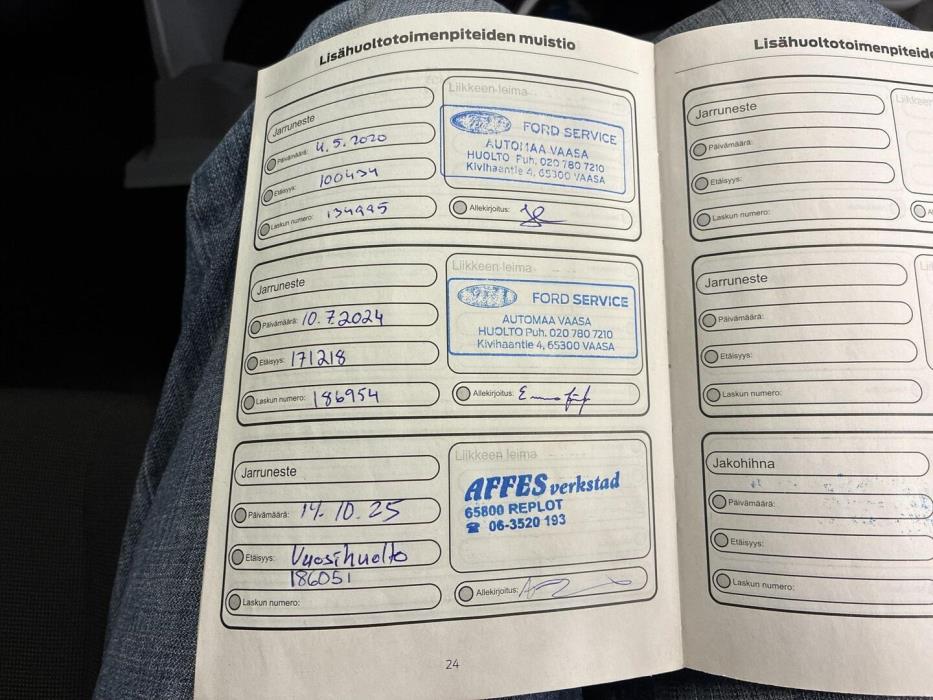 Lisähuoltotoimenpiteiden muistio
Jarruneste
Päivämäärä: 4.5.2020
Etäisyys: 100434
Laskun numero: 134995
Liikkeen leima
FORD SERVICE
AUTOMAA VAASA
HUOLTO Puh. 020 780 7210
Kivihaantie 4, 65300 VAASA
Allekirjoitus:
Jarruneste
Päivämäärä: 10.7.2024
Etäisyys: 171218
Laskun numero: 186954
Liikkeen leima
FORD SERVICE
AUTOMAA VAASA
HUOLTO Puh. 020 780 7210
Kivihaantie 4, 65300 VAASA
Allekirjoitus:
Jarruneste
Päivämäärä: 14.10.25
Etäisyys: Vuosihuolto
186051
Laskun numero:
Liikkeen leima
AFFES verkstad
65800 REPLOT
☎ 06-3520 193
Allekirjoitus:
24
Lisähuoltotoimenpiteide
Jarruneste
Päivämäärä:
Etäisyys:
Laskun numero:
Liikkeen
A
Jarruneste
Päivämäärä:
Etäisyys:
Laskun numero:
Li
Jakohihna
Päivämäärä:
Etäisyys:
Laskun numero: